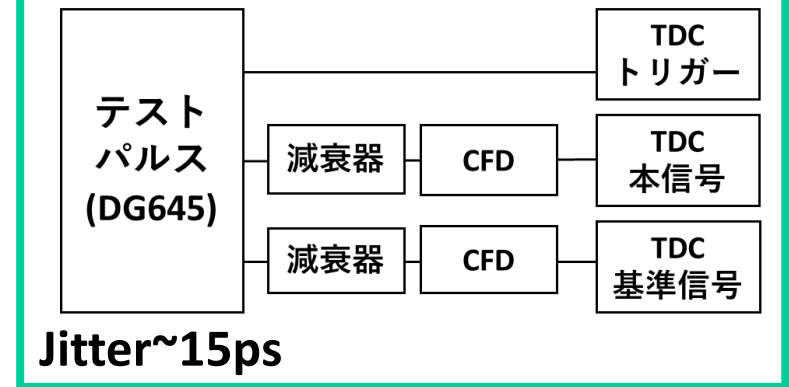 テスト
パルス
(DG645)
TDC
トリガー
減衰器
CFD
TDC
本信号
減衰器
CFD
TDC
基準信号
Jitter~15ps